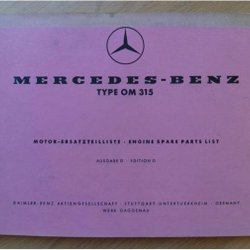 MERCEDES-BENZ
TYPE OM 315
MOTOR-ERSATZTEILLISTE · ENGINE SPARE PARTS LIST
AUSGABE D · EDITION D
DAIMLER-BENZ AKTIENGESELLSCHAFT · STUTTGART-UNTERTUERKHEIM · GERMANY
WERK GAGGENAU